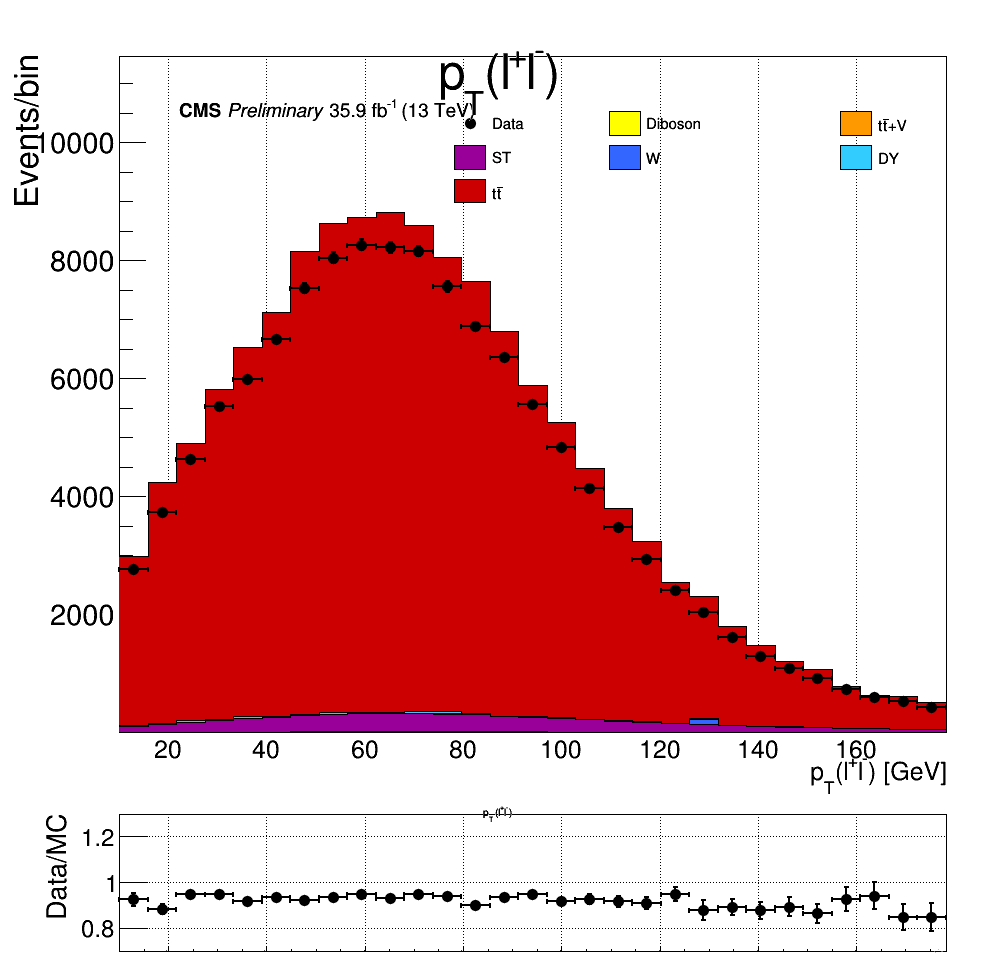 p_T(l⁺l⁻)
CMS Preliminary 35.9 fb⁻¹ (13 TeV)
Data
Diboson
tt̄+V
ST
W
DY
tt̄
Events/bin
10000
8000
6000
4000
2000
20 40 60 80 100 120 140 160
p_T(l⁺l⁻) [GeV]
p_T(l⁺l⁻)
Data/MC
1.2
1
0.8